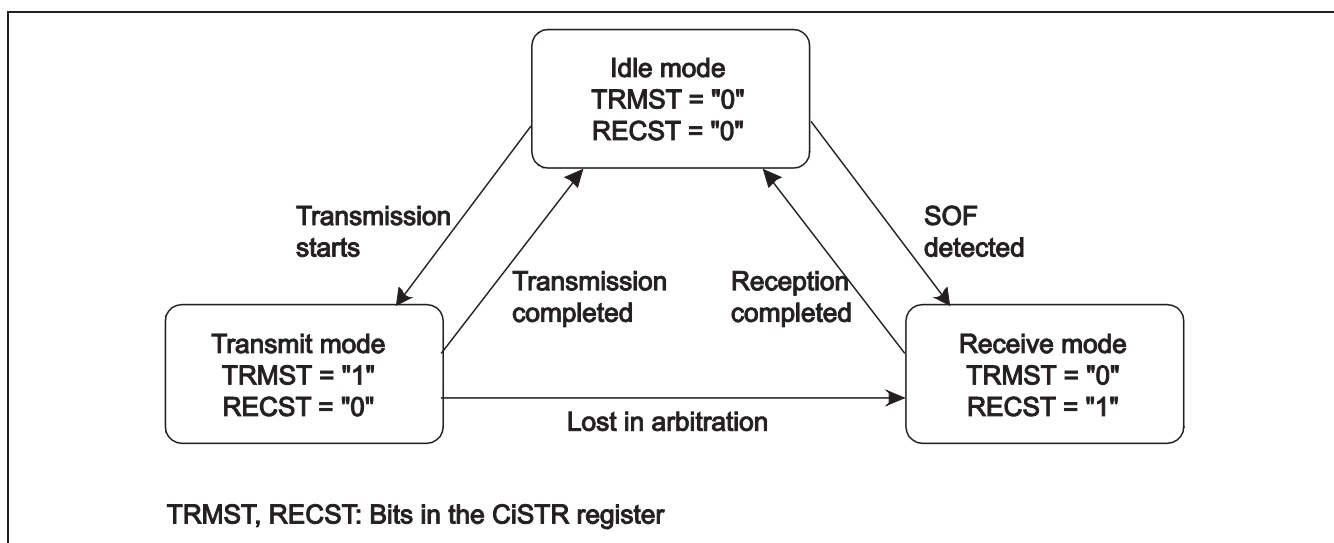 Idle mode
TRMST = "0"
RECST = "0"
Transmission
starts
SOF
detected
Transmission
completed
Reception
completed
Transmit mode
TRMST = "1"
RECST = "0"
Receive mode
TRMST = "0"
RECST = "1"
Lost in arbitration
TRMST, RECST: Bits in the CiSTR register